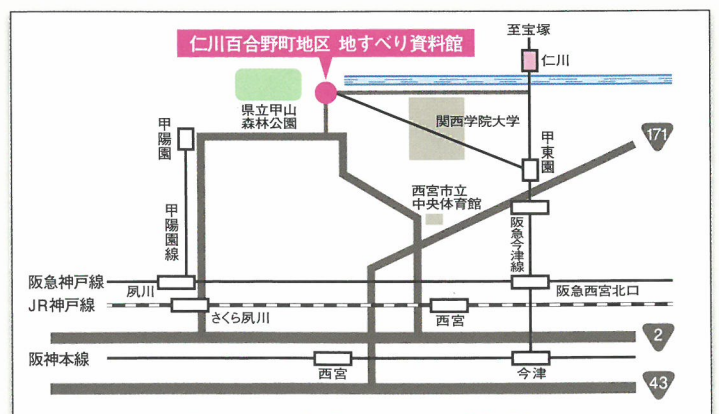 至宝塚
仁川百合野町地区 地すべり資料館
仁川
県立甲山
森林公園
関西学院大学
甲陽園
甲東園
171
西宮市立
中央体育館
甲陽園線
阪急今津線
阪急神戸線
夙川
阪急西宮北口
JR神戸線
さくら夙川
西宮
2
阪神本線
西宮
今津
43